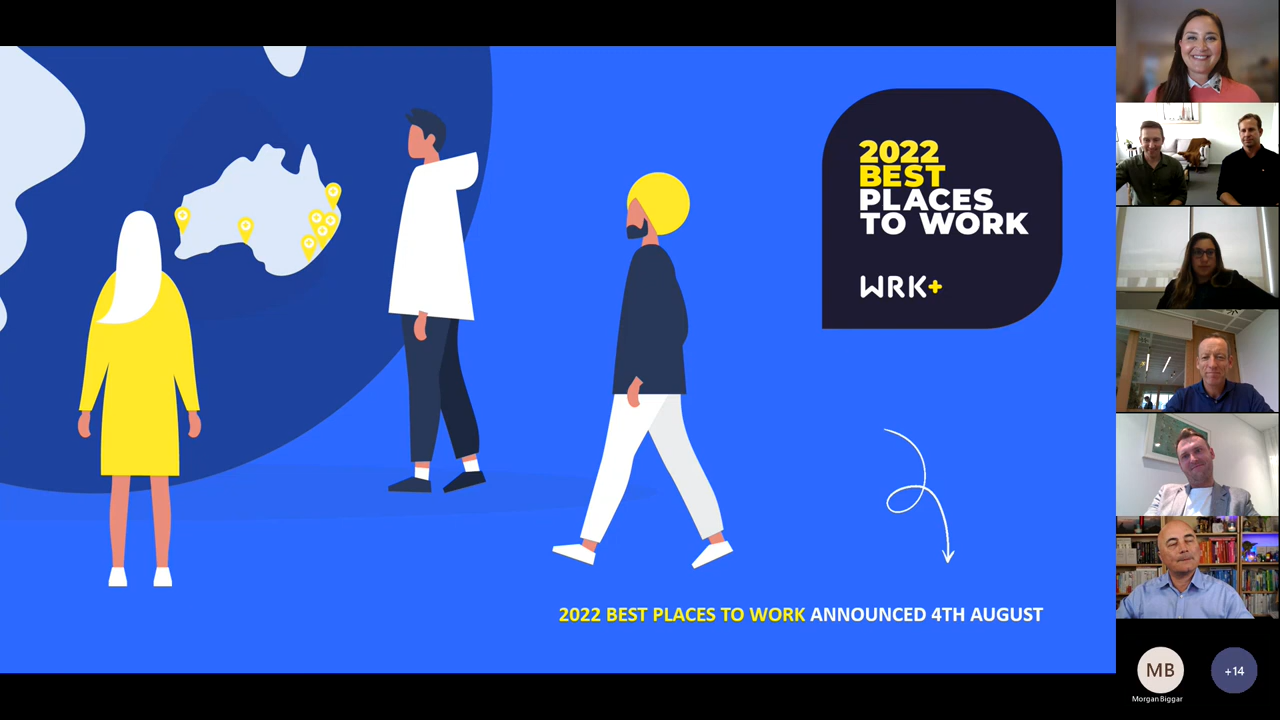 2022
BEST
PLACES
TO WORK
WRK+
2022 BEST PLACES TO WORK ANNOUNCED 4TH AUGUST
MB
+14
Morgan Biggar